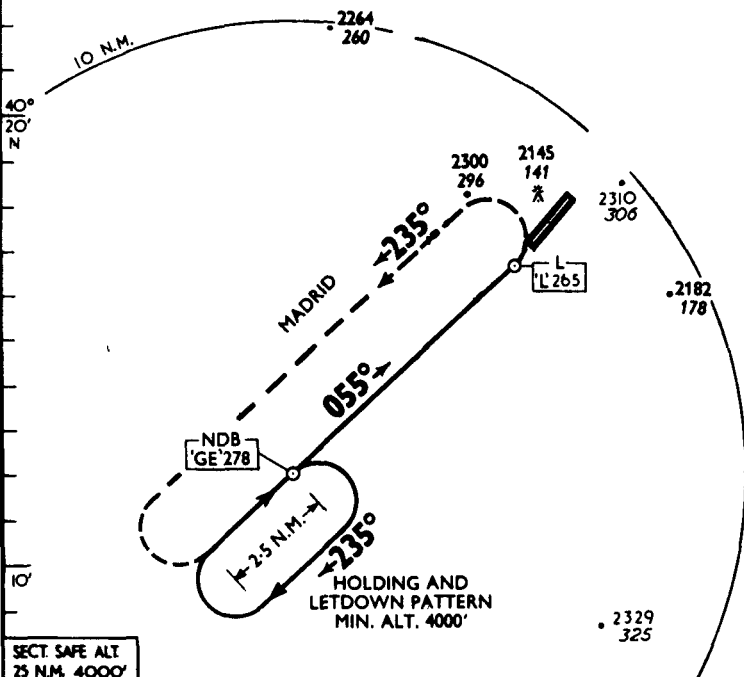 2264
260
10 N.M.
40°
20'
N
2300
296
2145
141
2310
306
235°
L
'L' 265
2182
178
MADRID
055°
NDB
'GE' 278
2·5 N.M.
235°
10'
HOLDING AND
LETDOWN PATTERN
MIN. ALT. 4000'
2329
325
SECT. SAFE ALT
25 N.M. 4000'